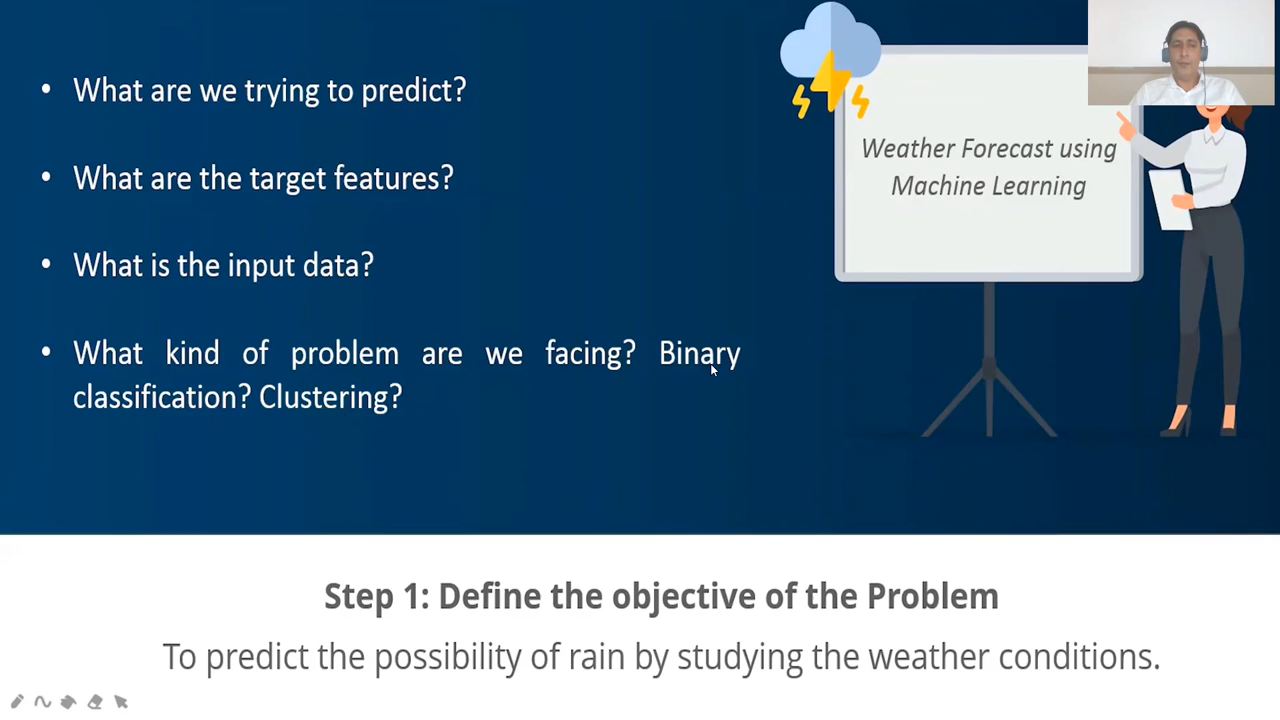 • What are we trying to predict?
• What are the target features?
• What is the input data?
• What kind of problem are we facing? Binary
classification? Clustering?
Weather Forecast using
Machine Learning
Step 1: Define the objective of the Problem
To predict the possibility of rain by studying the weather conditions.